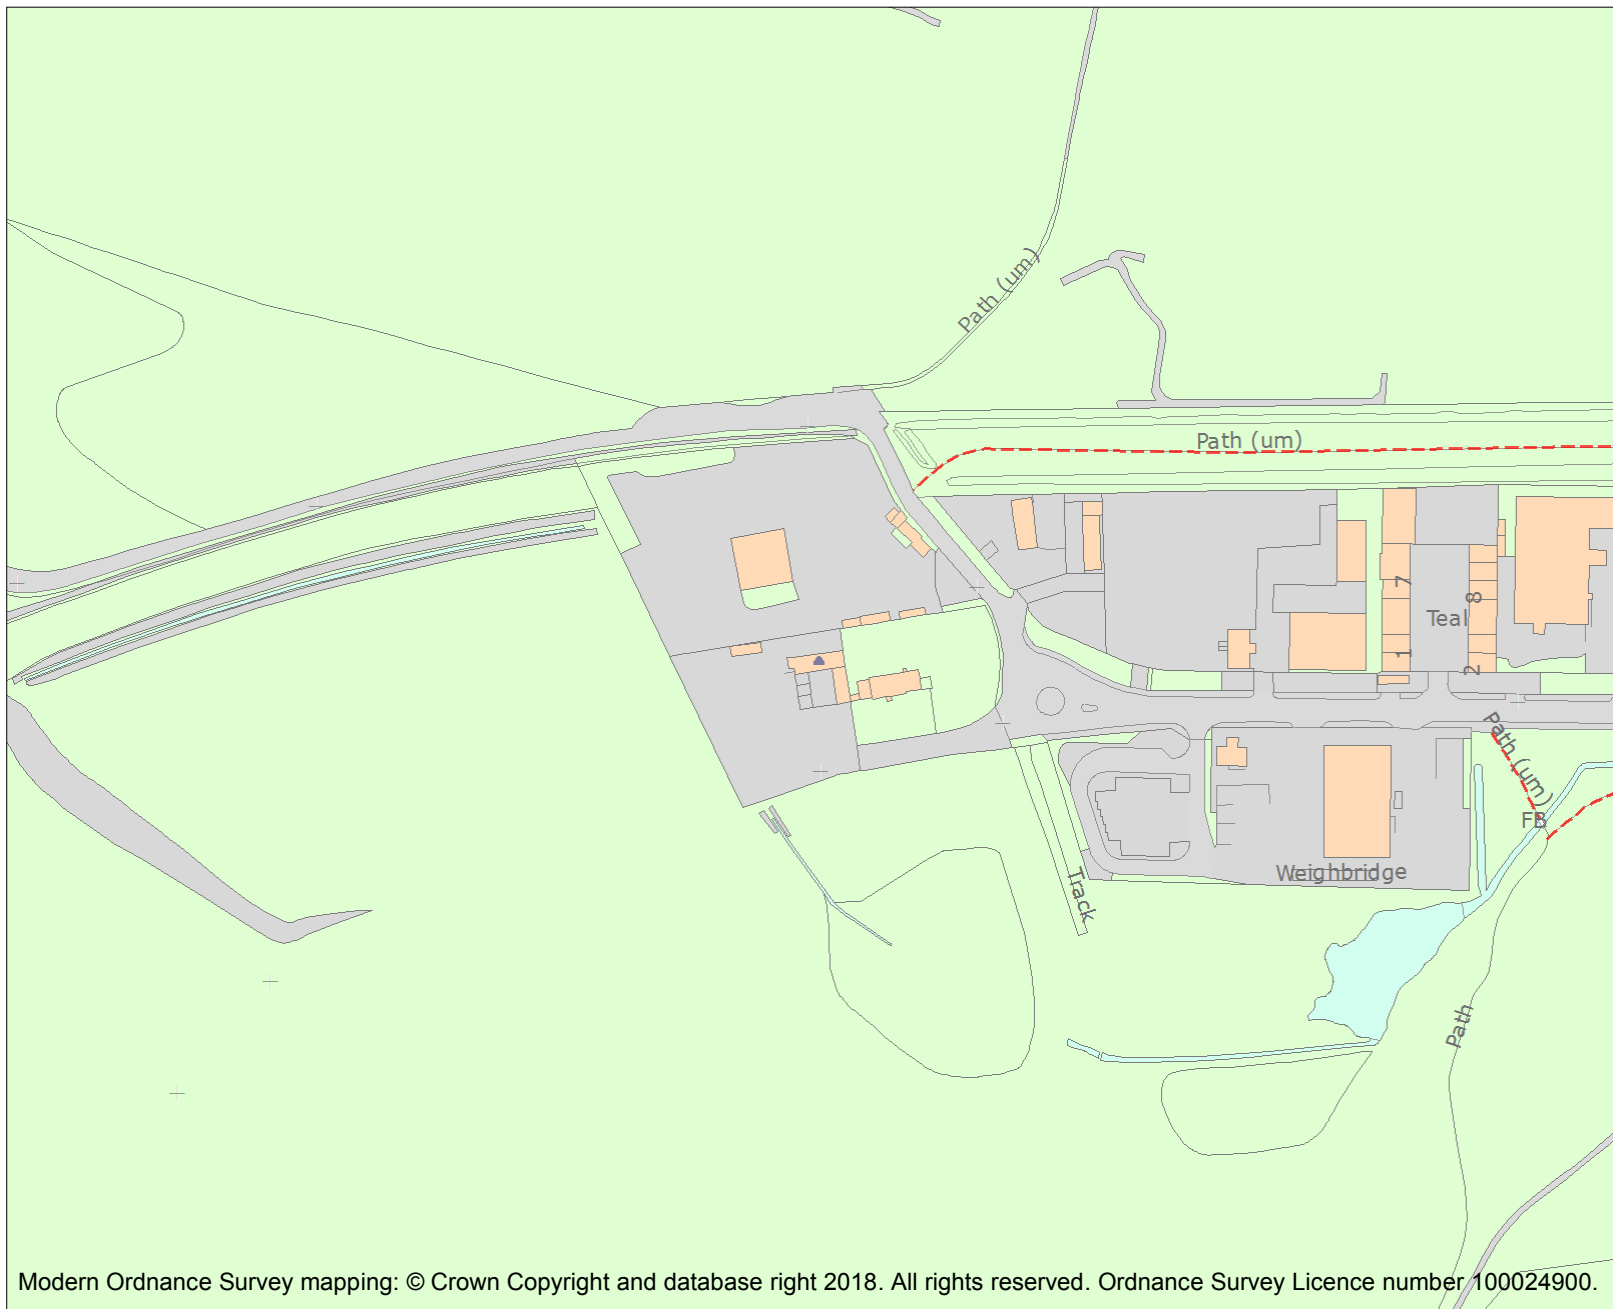 Path (um)
Path (um)
7
8
Teal
1
2
Path (um)
FB
Weighbridge
Track
Path
Modern Ordnance Survey mapping: © Crown Copyright and database right 2018. All rights reserved. Ordnance Survey Licence number 100024900.